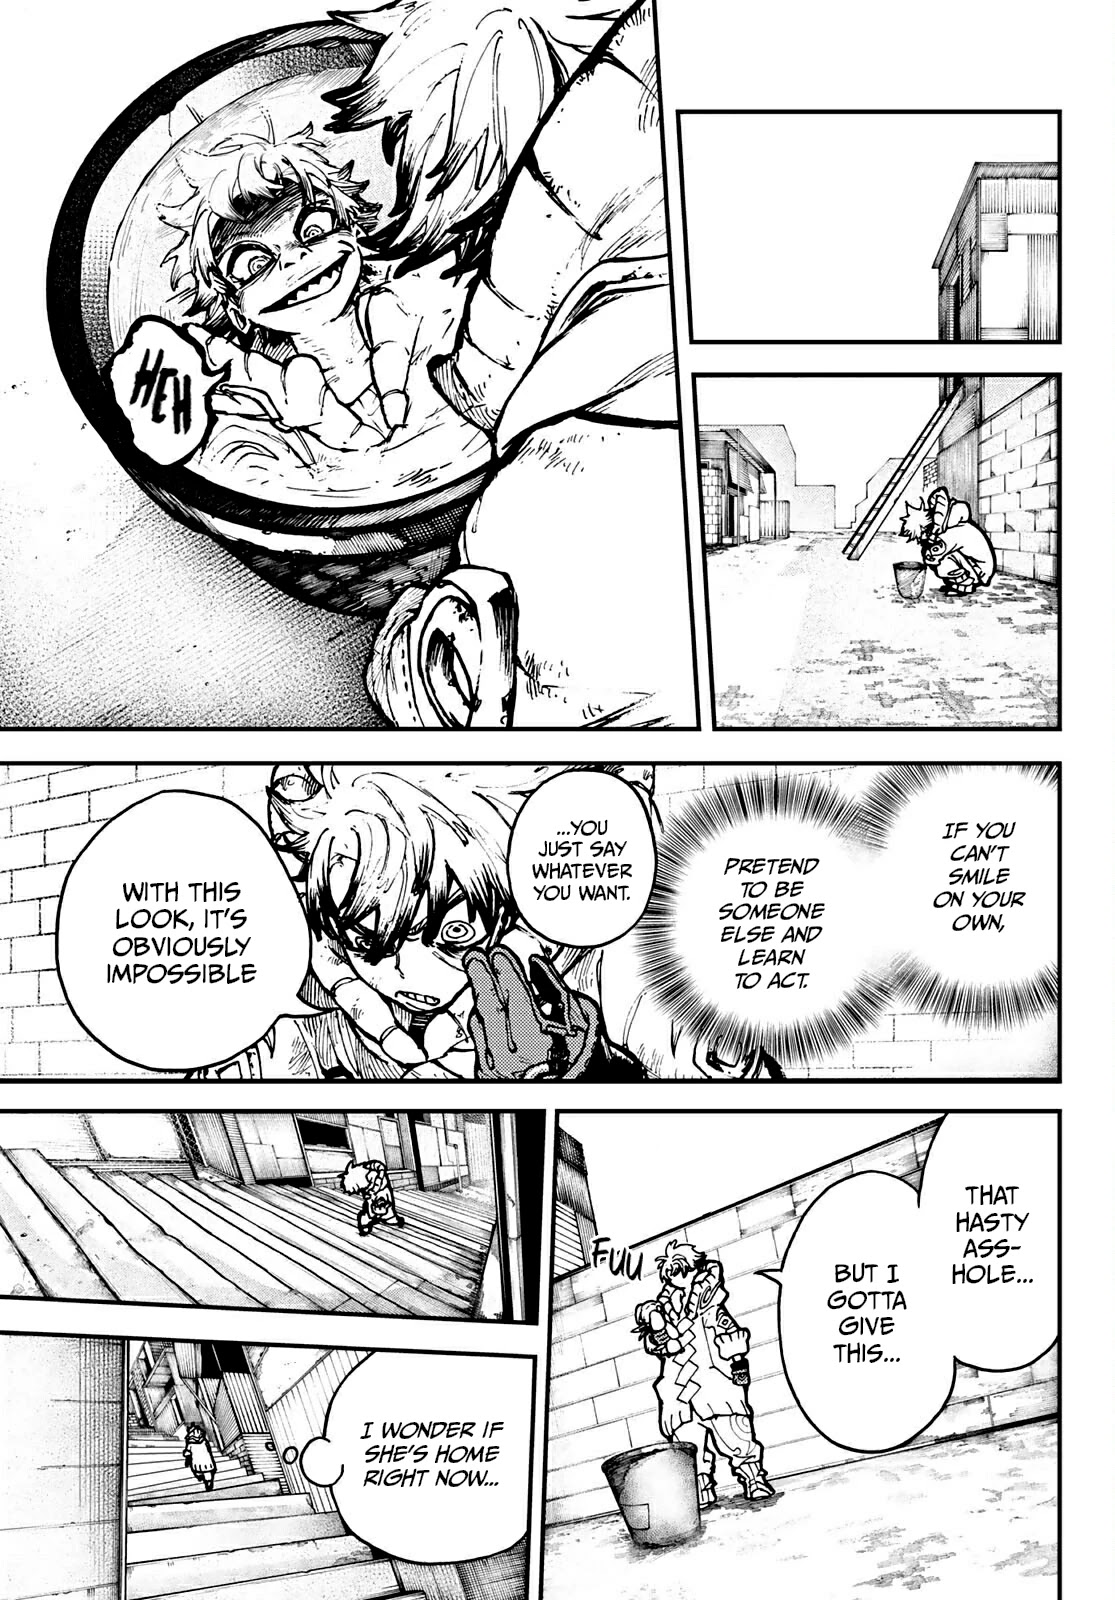 HEH
IF YOU
CAN'T
SMILE
ON YOUR
OWN,
PRETEND
TO BE
SOMEONE
ELSE AND
LEARN
TO ACT.
...YOU
JUST SAY
WHATEVER
YOU WANT.
WITH THIS
LOOK, IT'S
OBVIOUSLY
IMPOSSIBLE
THAT
HASTY
ASS-
HOLE...
BUT I
GOTTA
GIVE
THIS...
FUU
I WONDER IF
SHE'S HOME
RIGHT NOW...